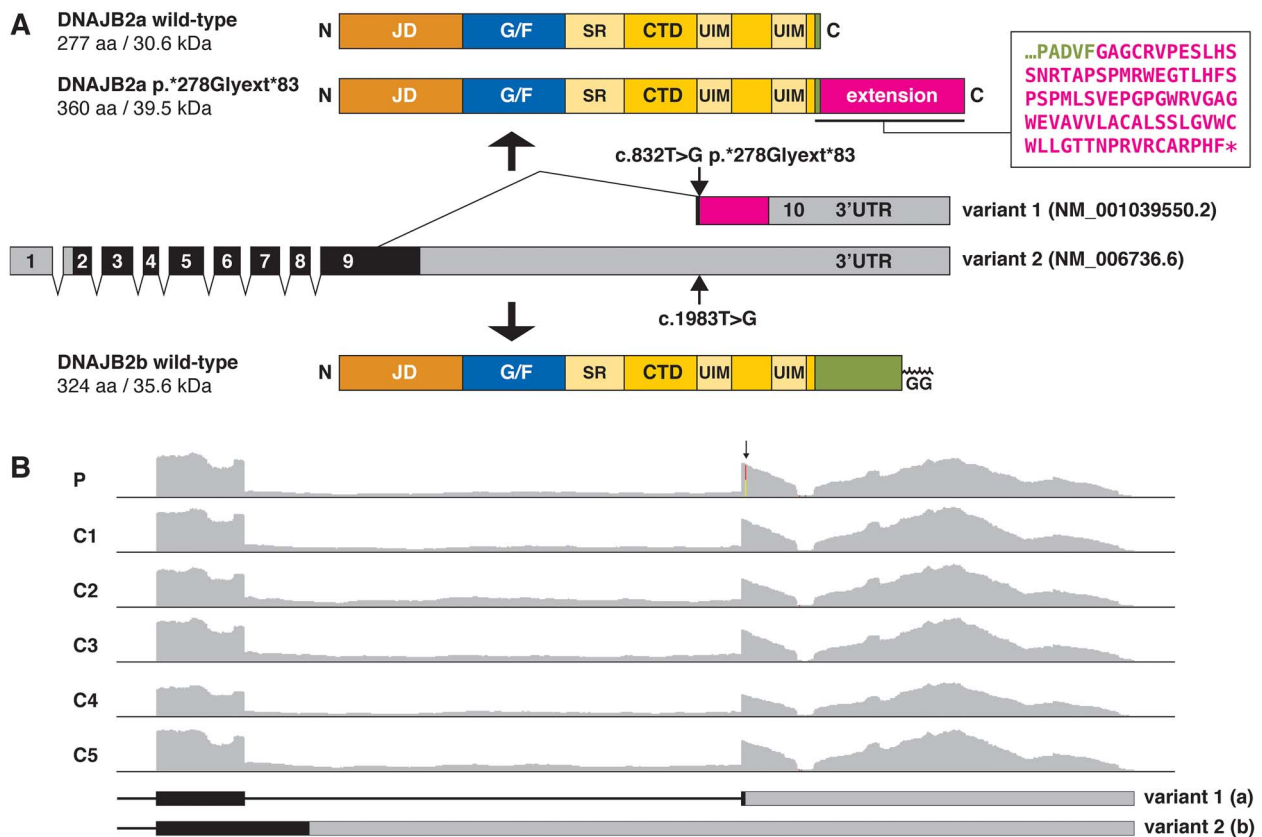 A
DNAJB2a wild-type
277 aa / 30.6 kDa
N JD G/F SR CTD UIM UIM C
DNAJB2a p.*278Glyext*83
360 aa / 39.5 kDa
N JD G/F SR CTD UIM UIM extension C
…PADVFGAGCRVPESLHS
SNRTAPSPMRWEGTLHFS
PSPMLSVEPGPGWRVGAG
WEVAVVLACALSSLGVWC
WLLGTTNPRVRCARPHF*
c.832T>G p.*278Glyext*83
10 3’UTR variant 1 (NM_001039550.2)
1 2 3 4 5 6 7 8 9 3’UTR variant 2 (NM_006736.6)
c.1983T>G
DNAJB2b wild-type
324 aa / 35.6 kDa
N JD G/F SR CTD UIM UIM GG
B
P
C1
C2
C3
C4
C5
variant 1 (a)
variant 2 (b)